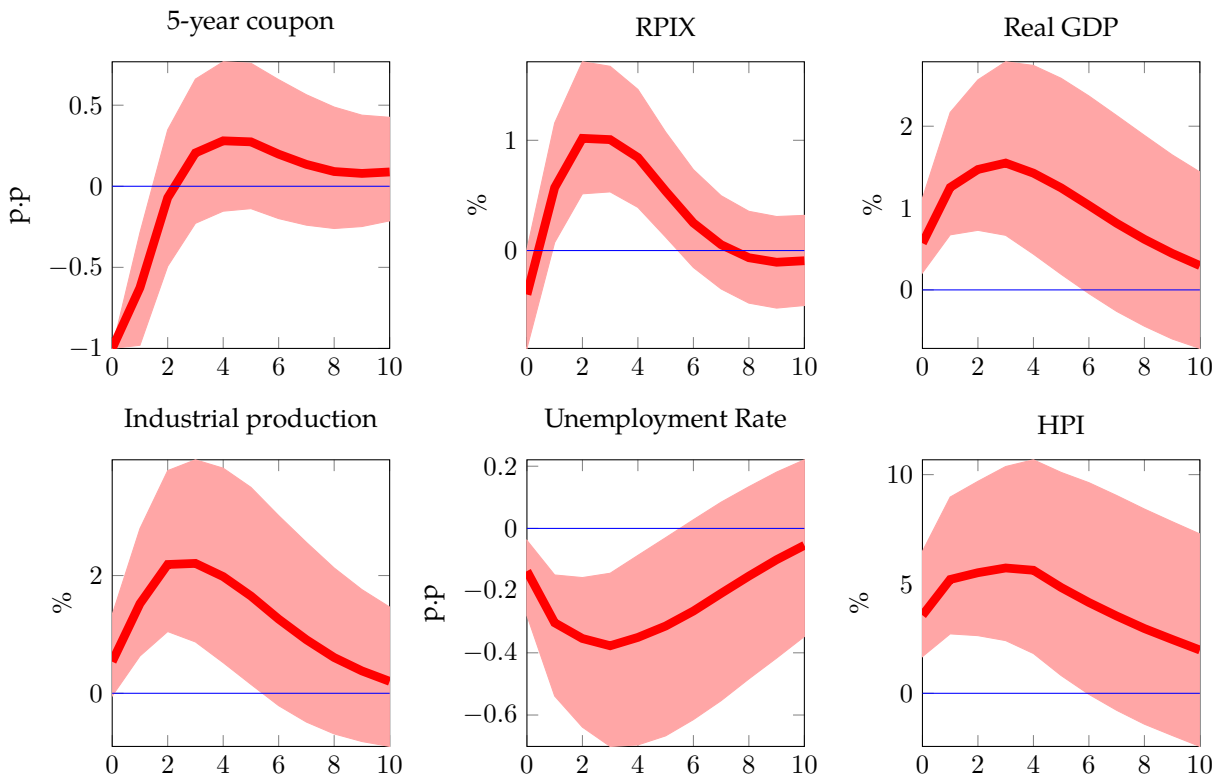 5-year coupon
p.p
0.5
0
−0.5
−1
0 2 4 6 8 10
RPIX
%
1
0
0 2 4 6 8 10
Real GDP
%
2
1
0
0 2 4 6 8 10
Industrial production
%
2
0
0 2 4 6 8 10
Unemployment Rate
p.p
0.2
0
−0.2
−0.4
−0.6
0 2 4 6 8 10
HPI
%
10
5
0
0 2 4 6 8 10